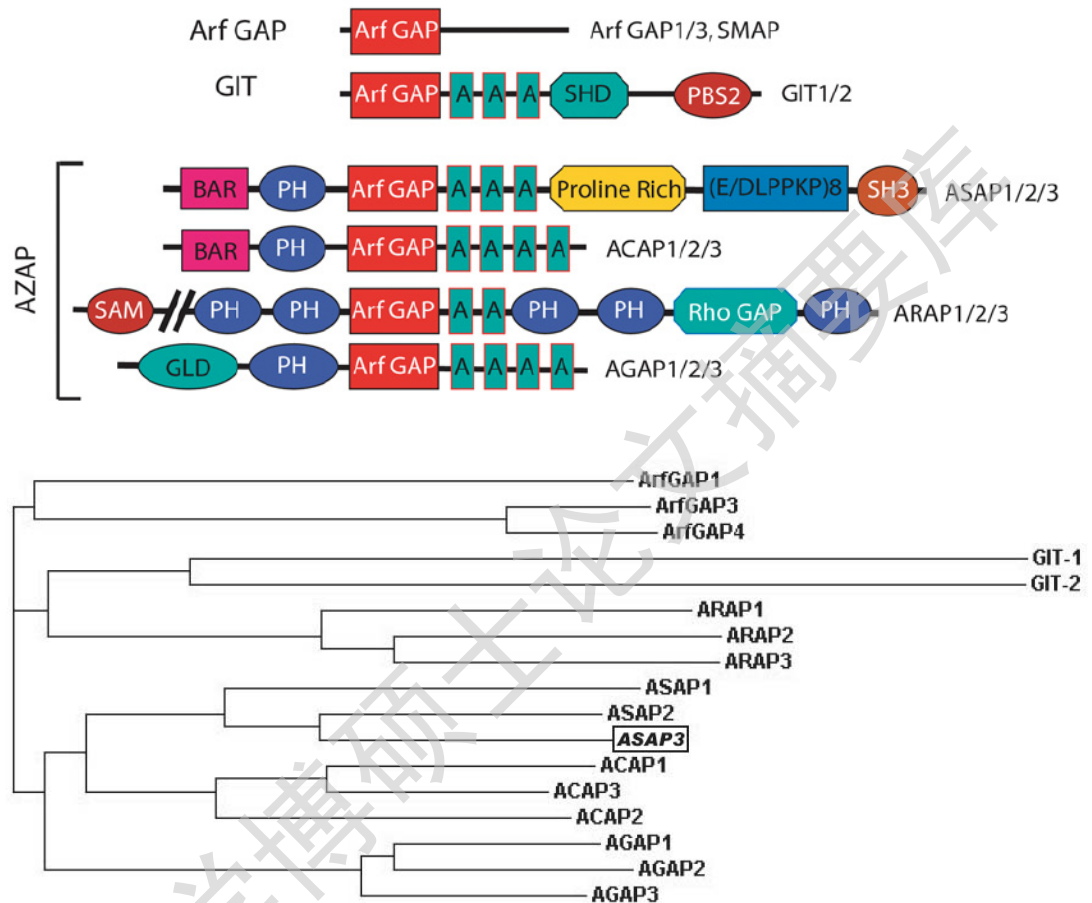 Arf GAP Arf GAP Arf GAP1/3, SMAP
GIT Arf GAP A A A SHD PBS2 GIT1/2
AZAP
BAR PH Arf GAP A A A Proline Rich (E/DLPPKP)8 SH3 ASAP1/2/3
BAR PH Arf GAP A A A A ACAP1/2/3
SAM PH PH Arf GAP A A PH PH Rho GAP PH ARAP1/2/3
GLD PH Arf GAP A A A A AGAP1/2/3
ArfGAP1
ArfGAP3
ArfGAP4
GIT-1
GIT-2
ARAP1
ARAP2
ARAP3
ASAP1
ASAP2
ASAP3
ACAP1
ACAP3
ACAP2
AGAP1
AGAP2
AGAP3
学博硕士论文摘要库